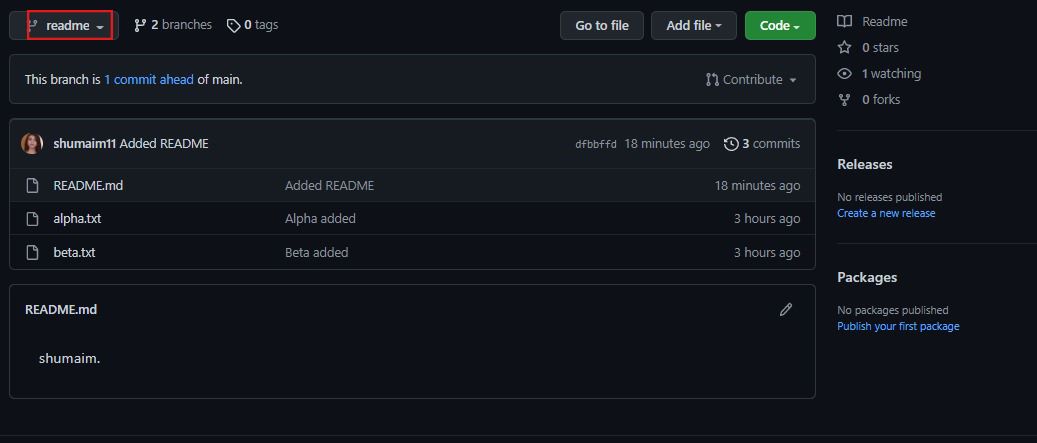 readme 2 branches 0 tags Go to file Add file Code
This branch is 1 commit ahead of main. Contribute
shumaim11 Added README dfbbffd 18 minutes ago 3 commits
README.md Added README 18 minutes ago
alpha.txt Alpha added 3 hours ago
beta.txt Beta added 3 hours ago
README.md
shumaim.
Readme
0 stars
1 watching
0 forks
Releases
No releases published
Create a new release
Packages
No packages published
Publish your first package